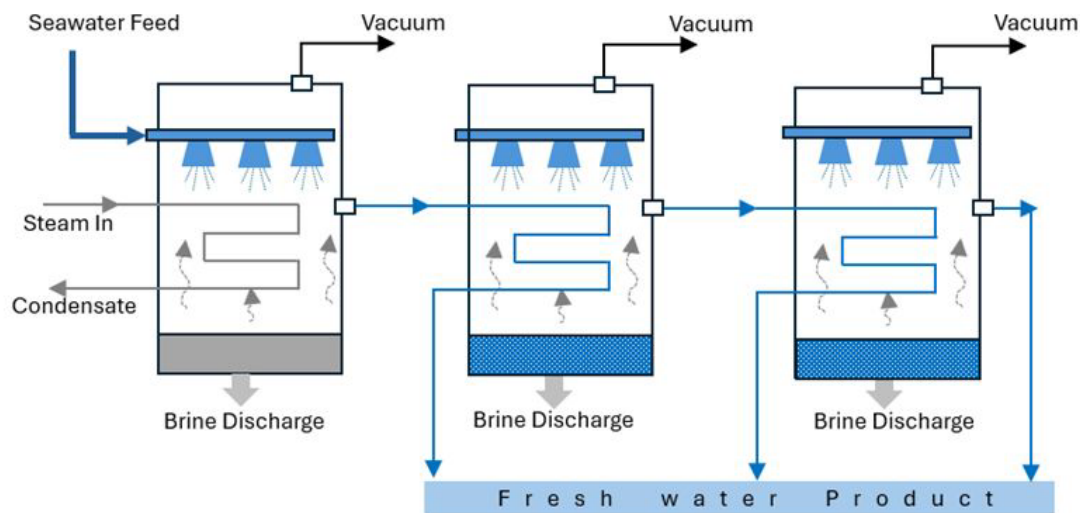 Seawater Feed
Vacuum
Vacuum
Vacuum
Steam In
Condensate
Brine Discharge
Brine Discharge
Brine Discharge
Fresh water Product